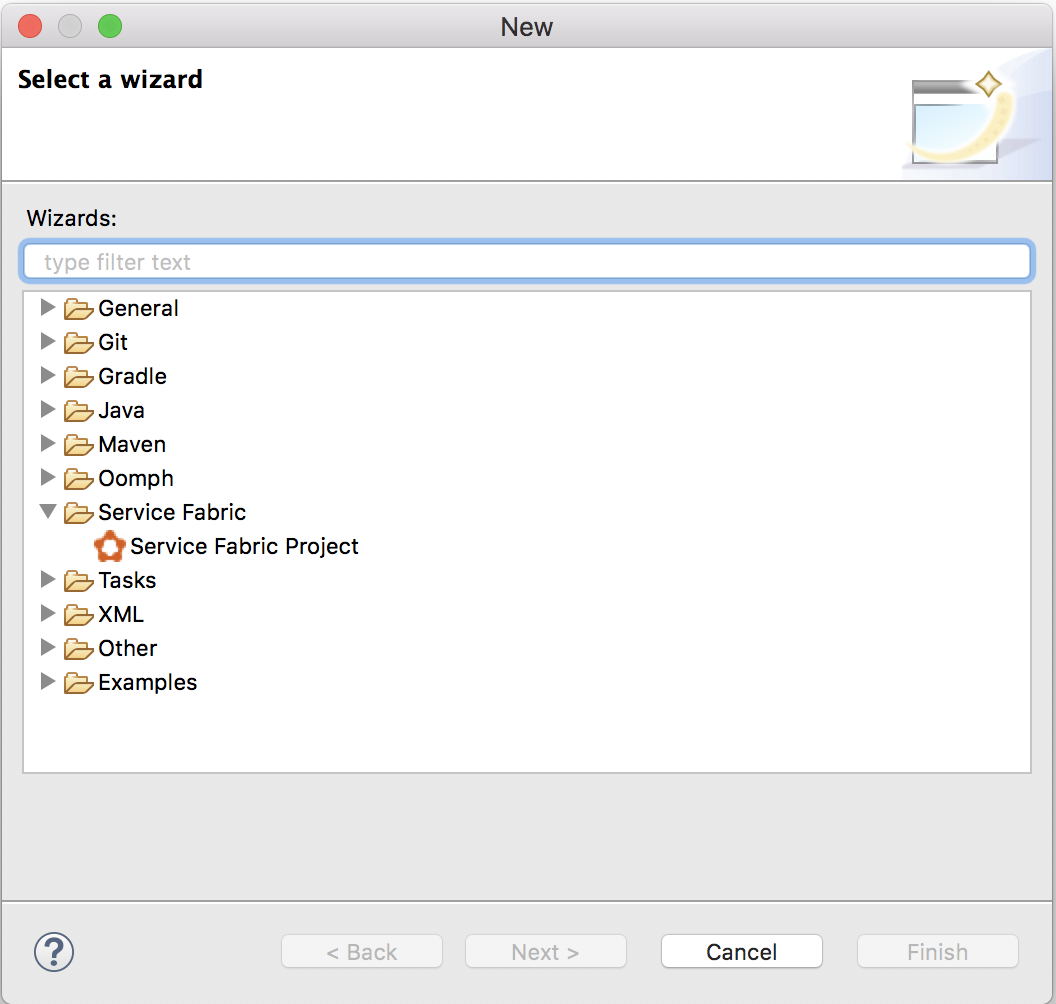 New
Select a wizard
Wizards:
type filter text
General
Git
Gradle
Java
Maven
Oomph
Service Fabric
Service Fabric Project
Tasks
XML
Other
Examples
? < Back Next > Cancel Finish